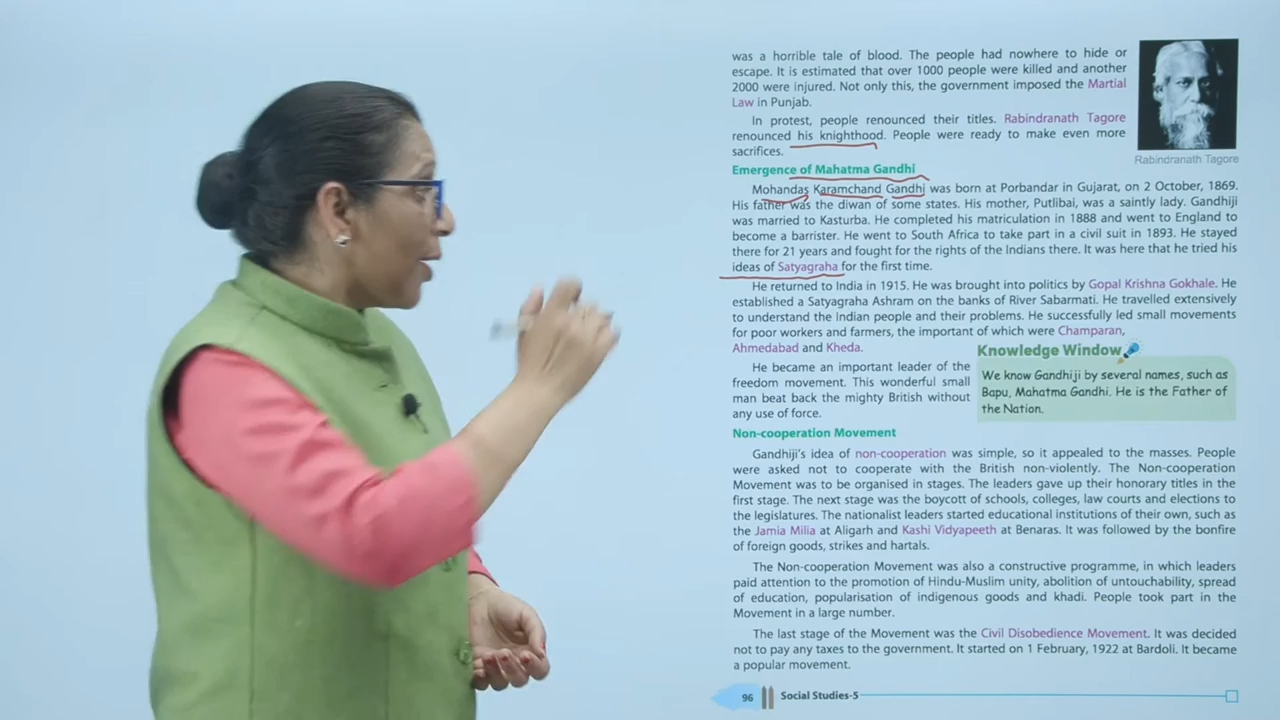 was a horrible tale of blood. The people had nowhere to hide or
escape. It is estimated that over 1000 people were killed and another
2000 were injured. Not only this, the government imposed the Martial
Law in Punjab.
In protest, people renounced their titles. Rabindranath Tagore
renounced his knighthood. People were ready to make even more
sacrifices.
Rabindranath Tagore
Emergence of Mahatma Gandhi
Mohandas Karamchand Gandhi was born at Porbandar in Gujarat, on 2 October, 1869.
His father was the diwan of some states. His mother, Putlibai, was a saintly lady. Gandhiji
was married to Kasturba. He completed his matriculation in 1888 and went to England to
become a barrister. He went to South Africa to take part in a civil suit in 1893. He stayed
there for 21 years and fought for the rights of the Indians there. It was here that he tried his
ideas of Satyagraha for the first time.
He returned to India in 1915. He was brought into politics by Gopal Krishna Gokhale. He
established a Satyagraha Ashram on the banks of River Sabarmati. He travelled extensively
to understand the Indian people and their problems. He successfully led small movements
for poor workers and farmers, the important of which were Champaran,
Ahmedabad and Kheda.
He became an important leader of the
freedom movement. This wonderful small
man beat back the mighty British without
any use of force.
Knowledge Window
We know Gandhiji by several names, such as
Bapu, Mahatma Gandhi. He is the Father of
the Nation.
Non-cooperation Movement
Gandhiji's idea of non-cooperation was simple, so it appealed to the masses. People
were asked not to cooperate with the British non-violently. The Non-cooperation
Movement was to be organised in stages. The leaders gave up their honorary titles in the
first stage. The next stage was the boycott of schools, colleges, law courts and elections to
the legislatures. The nationalist leaders started educational institutions of their own, such as
the Jamia Milia at Aligarh and Kashi Vidyapeeth at Benaras. It was followed by the bonfire
of foreign goods, strikes and hartals.
The Non-cooperation Movement was also a constructive programme, in which leaders
paid attention to the promotion of Hindu-Muslim unity, abolition of untouchability, spread
of education, popularisation of indigenous goods and khadi. People took part in the
Movement in a large number.
The last stage of the Movement was the Civil Disobedience Movement. It was decided
not to pay any taxes to the government. It started on 1 February, 1922 at Bardoli. It became
a popular movement.
96 Social Studies-5